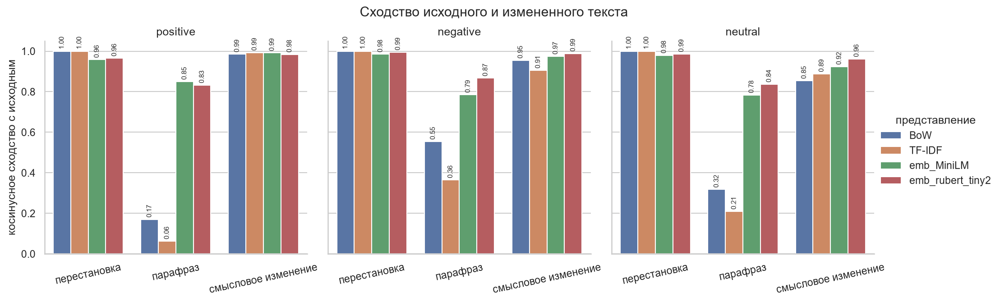 Сходство исходного и измененного текста
positive
negative
neutral
косинусное сходство с исходным
1.0
0.8
0.6
0.4
0.2
0.0
1.00
1.00
0.96
0.96
0.17
0.06
0.85
0.83
0.99
0.99
0.99
0.98
1.00
1.00
0.98
0.99
0.55
0.36
0.79
0.87
0.95
0.91
0.97
0.99
1.00
1.00
0.98
0.99
0.32
0.21
0.78
0.84
0.85
0.89
0.92
0.96
перестановка
парафраз
смысловое изменение
перестановка
парафраз
смысловое изменение
перестановка
парафраз
смысловое изменение
представление
BoW
TF-IDF
emb_MiniLM
emb_rubert_tiny2